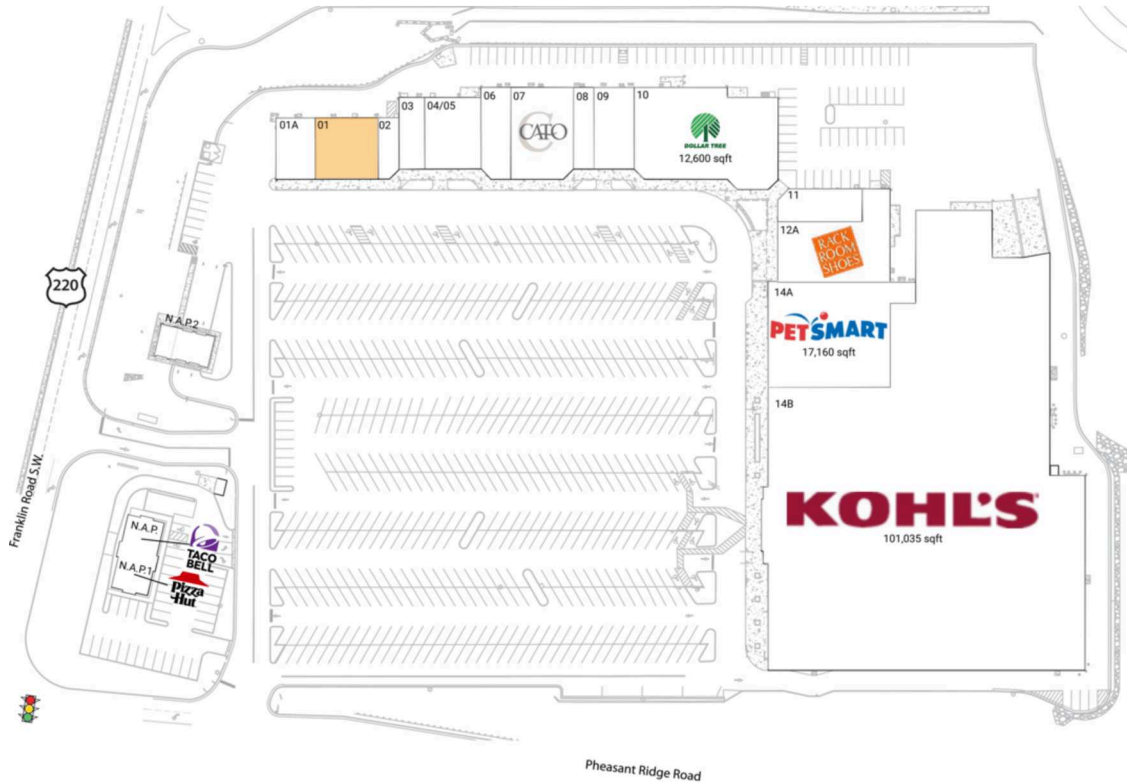 01A
01
02
03
04/05
06
07
CATO
C
08
09
10
DOLLAR TREE
12,600 sqft
11
12A
RACK
ROOM
SHOES
14A
PETSMART
17,160 sqft
14B
KOHL'S
101,035 sqft
220
N.A.P.2
Franklin Road S.W.
N.A.P.
TACO
BELL
N.A.P.1
Pizza
Hut
Pheasant Ridge Road